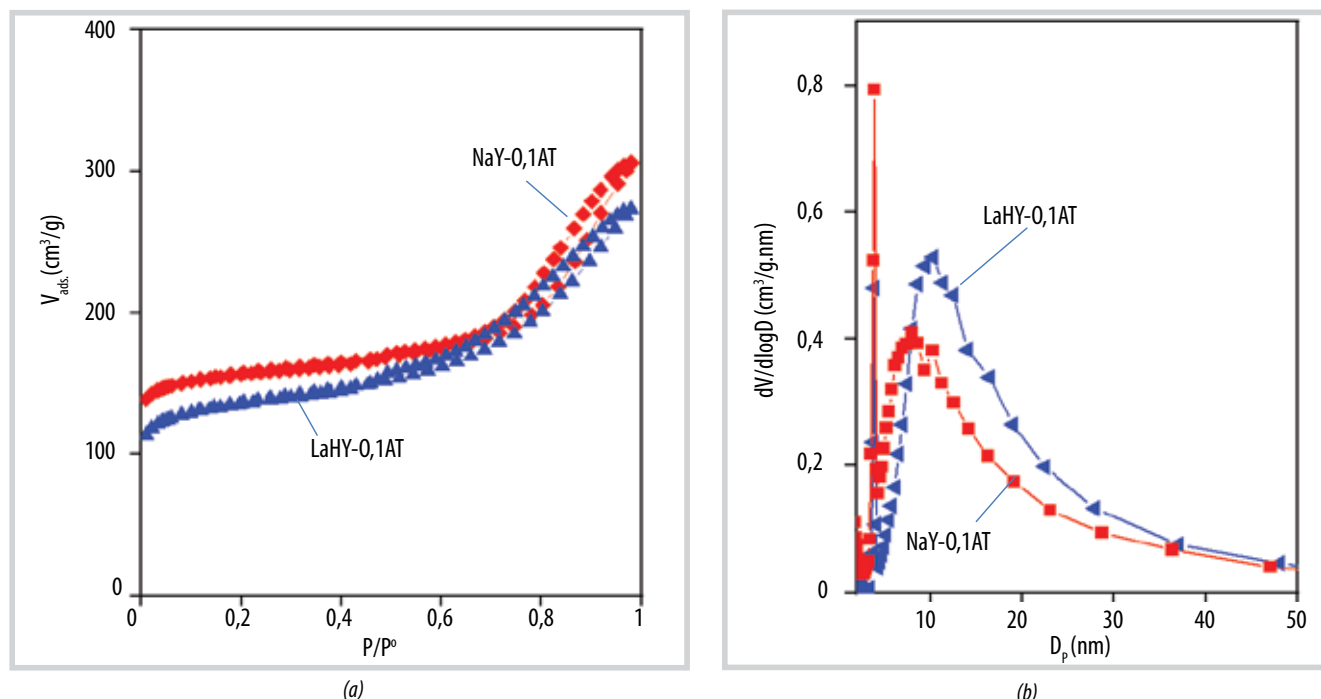 400
300
200
100
0
V_ads. (cm³/g)
NaY-0,1AT
LaHY-0,1AT
0 0,2 0,4 0,6 0,8 1
P/Pº
(a)
0,8
0,6
0,4
0,2
0
dV/dlogD (cm³/g.nm)
LaHY-0,1AT
NaY-0,1AT
10 20 30 40 50
D_P (nm)
(b)